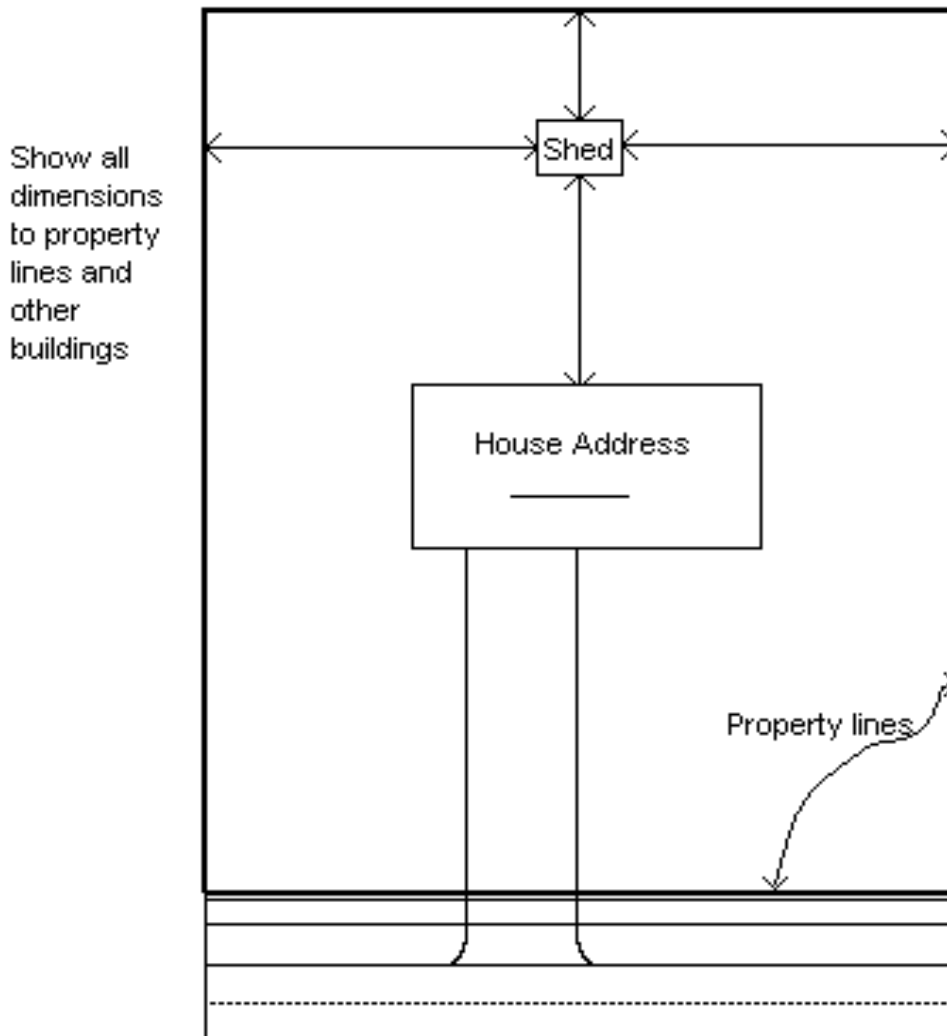 Shed
Show all
dimensions
to property
lines and
other
buildings
House Address
Property lines